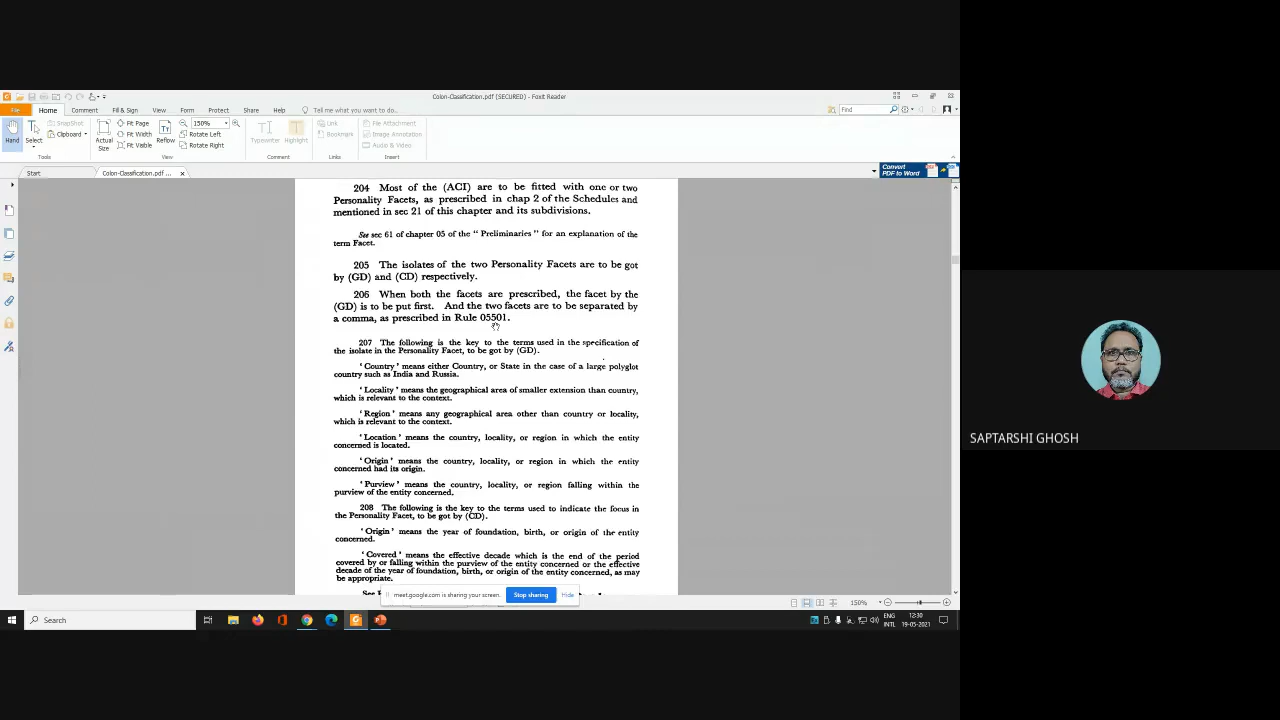 Colon-Classification.pdf (SECURED) - Foxit Reader
File Home Comment Fill & Sign View Form Protect Share Help Tell me what you want to do.. Find
Hand Select SnapShot Clipboard Actual Size Fit Page Fit Width Fit Visible Reflow 150% Rotate Left Rotate Right Typewriter Highlight Link Bookmark File Attachment Image Annotation Audio & Video
Tools View Comment Links Insert
Start Colon-Classification.pdf ... Convert PDF to Word
204 Most of the (ACI) are to be fitted with one or two
Personality Facets, as prescribed in chap 2 of the Schedules and
mentioned in sec 21 of this chapter and its subdivisions.
See sec 61 of chapter 05 of the “ Preliminaries ” for an explanation of the
term Facet.
205 The isolates of the two Personality Facets are to be got
by (GD) and (CD) respectively.
206 When both the facets are prescribed, the facet by the
(GD) is to be put first. And the two facets are to be separated by
a comma, as prescribed in Rule 05501.
207 The following is the key to the terms used in the specification of
the isolate in the Personality Facet, to be got by (GD).
‘ Country ’ means either Country, or State in the case of a large polyglot
country such as India and Russia.
‘ Locality ’ means the geographical area of smaller extension than country,
which is relevant to the context.
‘ Region ’ means any geographical area other than country or locality,
which is relevant to the context.
‘ Location ’ means the country, locality, or region in which the entity
concerned is located.
‘ Origin ’ means the country, locality, or region in which the entity
concerned had its origin.
‘ Purview ’ means the country, locality, or region falling within the
purview of the entity concerned.
208 The following is the key to the terms used to indicate the focus in
the Personality Facet, to be got by (CD).
‘ Origin ’ means the year of foundation, birth, or origin of the entity
concerned.
‘ Covered ’ means the effective decade which is the end of the period
covered by or falling within the purview of the entity concerned or the effective
decade of the year of foundation, birth, or origin of the entity concerned, as may
be appropriate.
meet.google.com is sharing your screen. Stop sharing Hide
150%
Search
ENG 12:30
INTL 19-05-2021
SAPTARSHI GHOSH